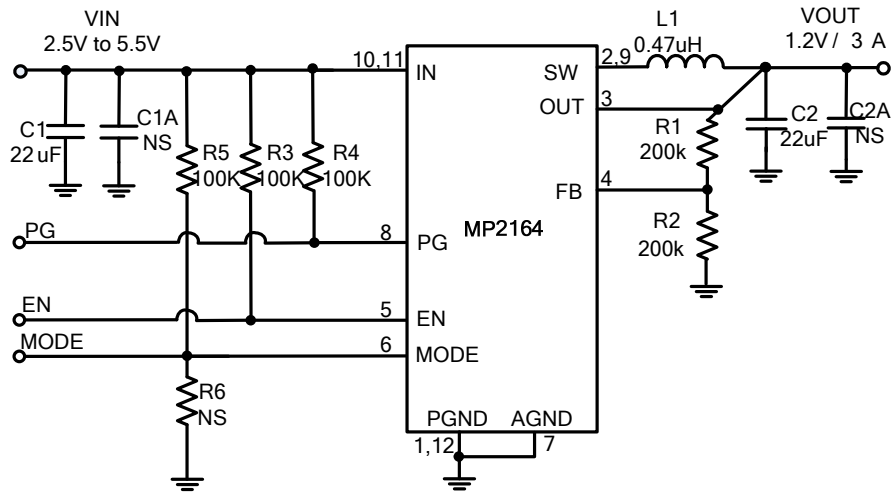 VIN
2.5V to 5.5V
C1
22uF
C1A
NS
R5
100K
R3
100K
R4
100K
PG
EN
MODE
R6
NS
10,11
8
5
6
IN
PG
EN
MODE
MP2164
SW
OUT
FB
PGND
AGND
1,12
7
2,9
3
4
L1
0.47uH
R1
200k
R2
200k
VOUT
1.2V / 3 A
C2
22uF
C2A
NS